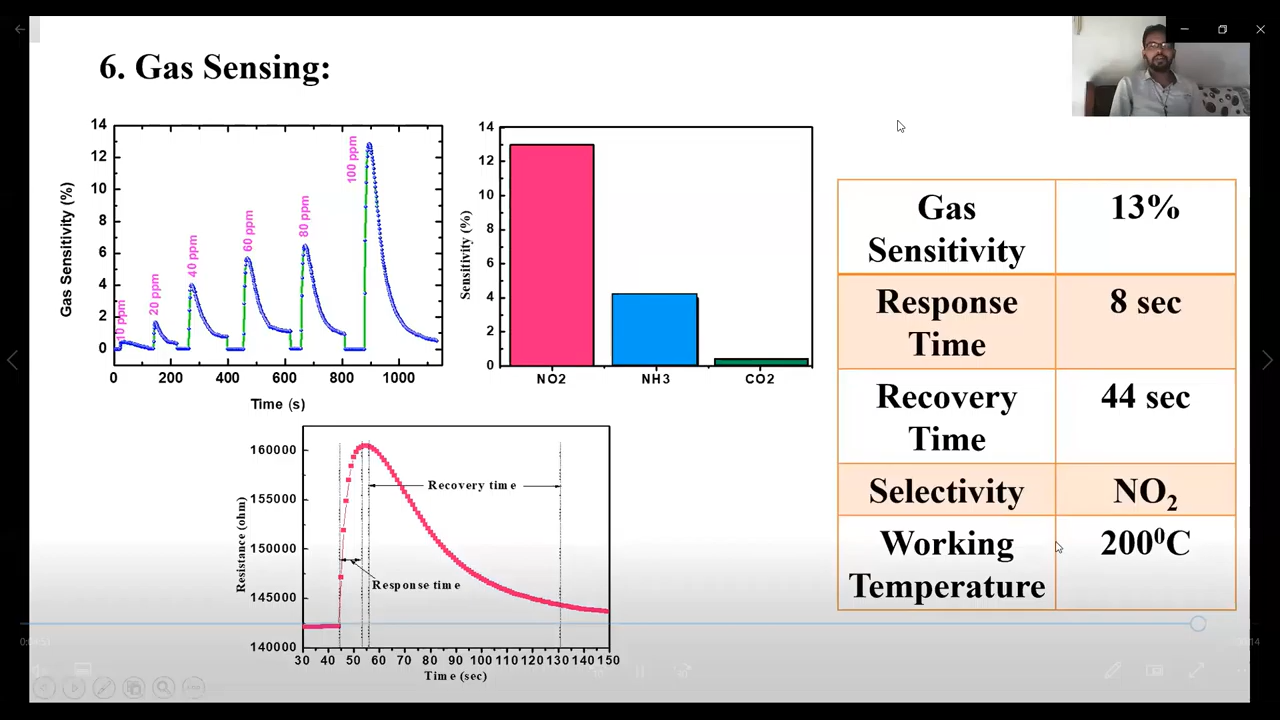 6. Gas Sensing:
14
12
10
8
6
4
2
0
Gas Sensitivity (%)
10 ppm
20 ppm
40 ppm
60 ppm
80 ppm
100 ppm
0 200 400 600 800 1000
Time (s)
14
12
10
8
6
4
2
0
Sensitivity (%)
NO2 NH3 CO2
160000
155000
150000
145000
140000
Resistance (ohm)
Recovery time
Response time
30 40 50 60 70 80 90 100 110 120 130 140 150
Time (sec)
Gas 13%
Sensitivity
Response 8 sec
Time
Recovery 44 sec
Time
Selectivity NO₂
Working 200⁰C
Temperature